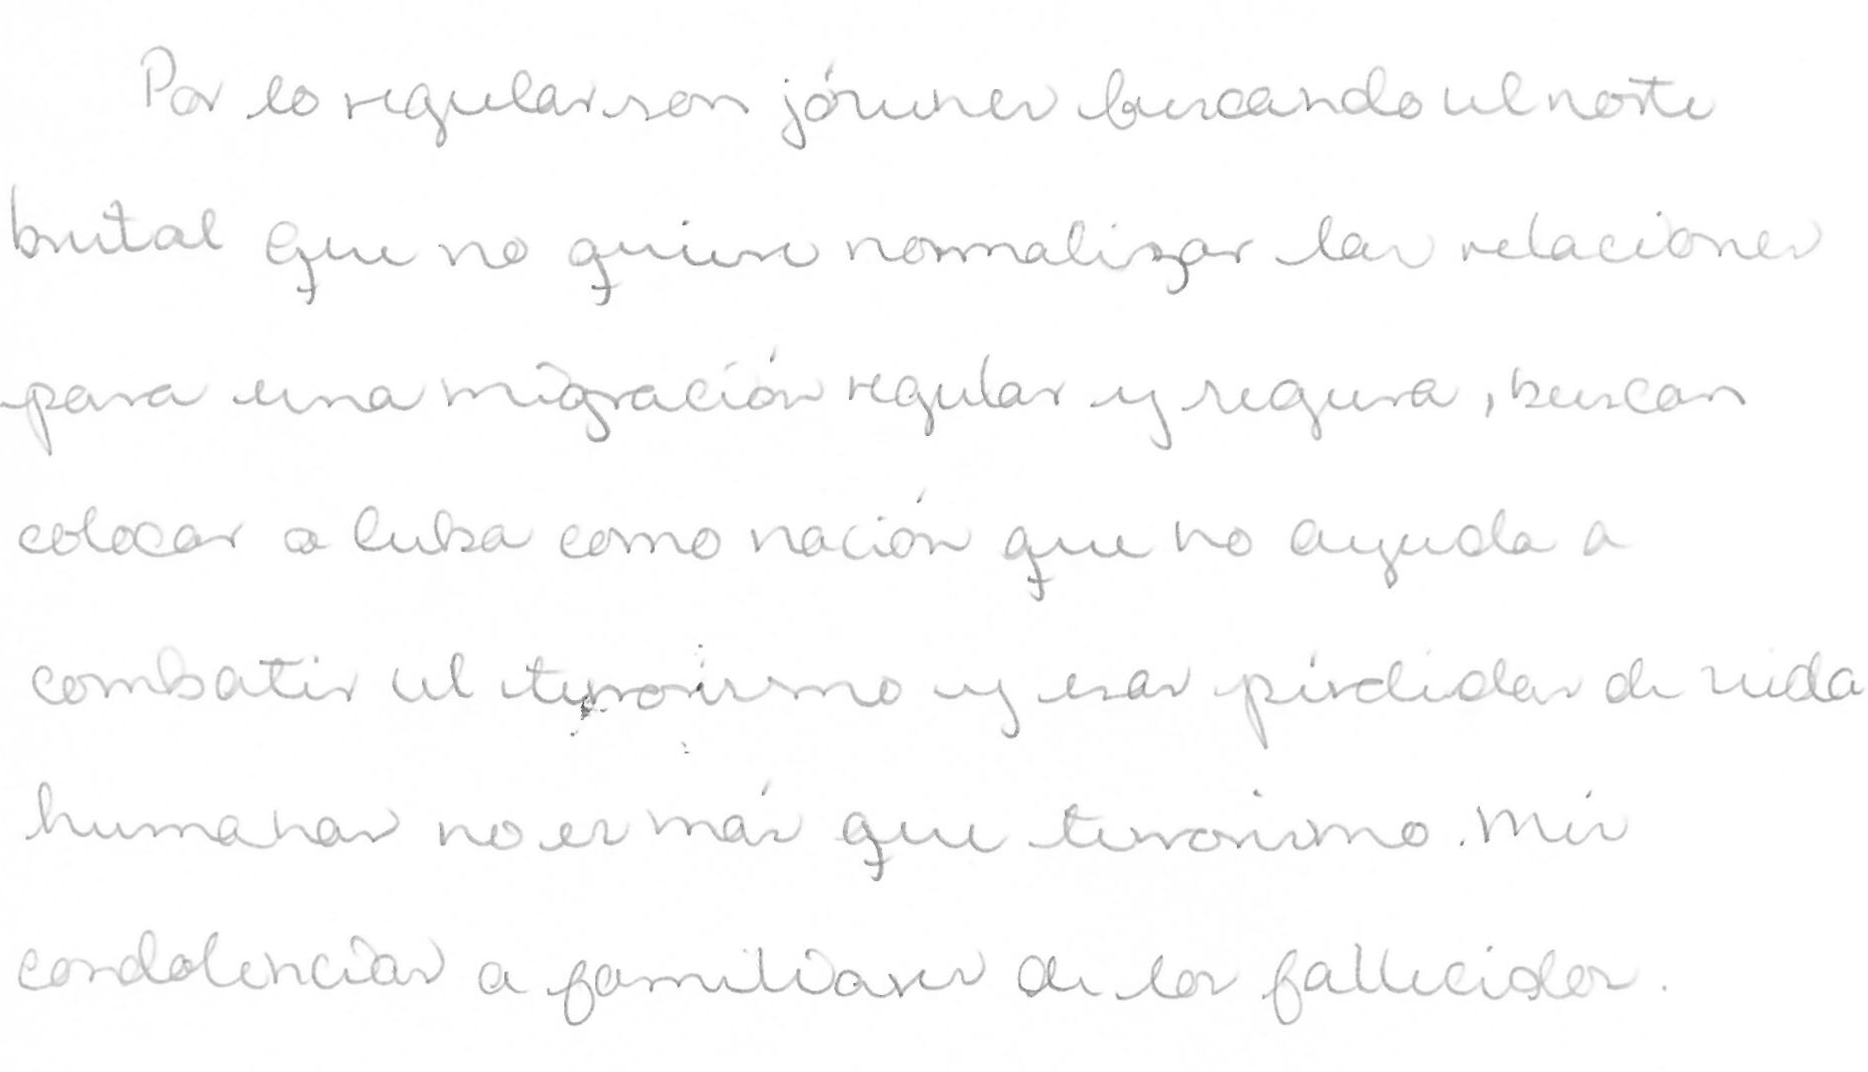 Por lo regular son jóvenes buscando el norte
brutal que no quiere normalizar las relaciones
para una migración regular y segura, buscan
colocar a Cuba como nación que no ayuda a
combatir el terrorismo y esas pérdidas de vida
humanas no es más que terrorismo. Mis
condolencias a familiares de los fallecidos.